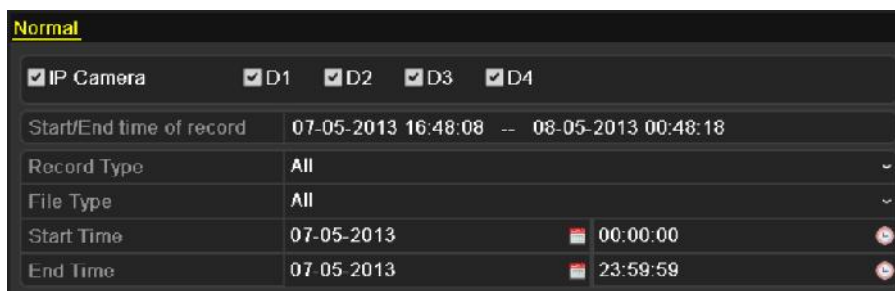 Normal
IP Camera D1 D2 D3 D4
Start/End time of record 07-05-2013 16:48:08 -- 08-05-2013 00:48:18
Record Type All
File Type All
Start Time 07-05-2013 00:00:00
End Time 07-05-2013 23:59:59